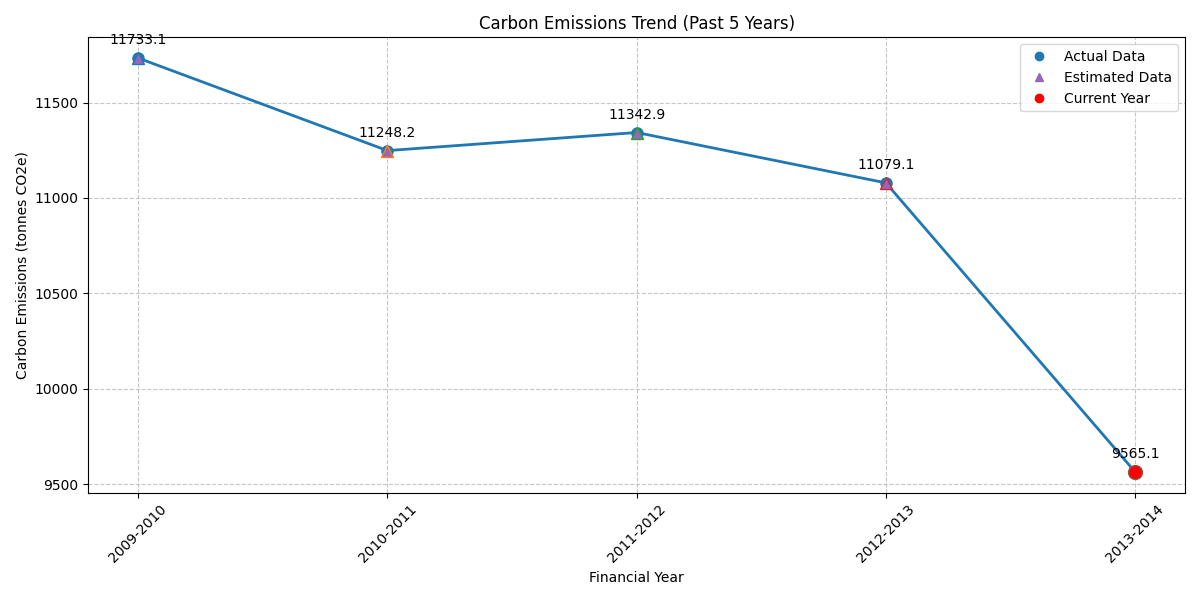 Carbon Emissions Trend (Past 5 Years)
11733.1
11248.2
11342.9
11079.1
9565.1
Actual Data
Estimated Data
Current Year
Carbon Emissions (tonnes CO2e)
11500
11000
10500
10000
9500
2009-2010
2010-2011
2011-2012
2012-2013
2013-2014
Financial Year